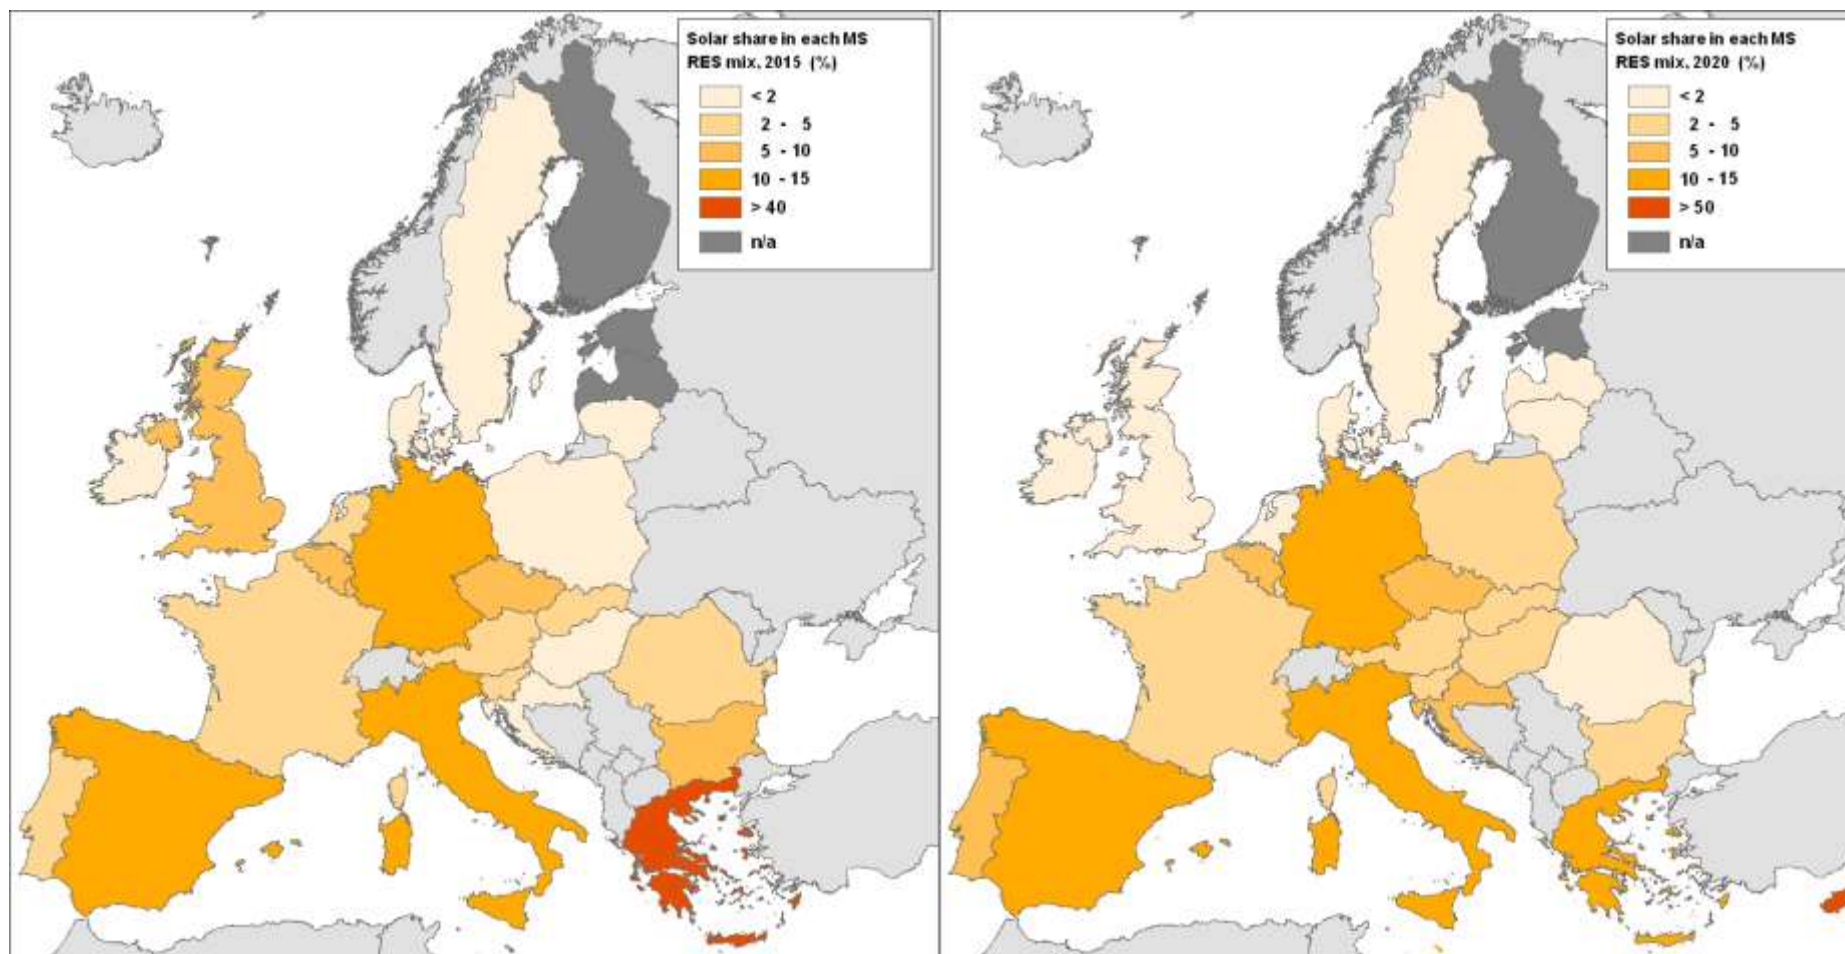 Solar share in each MS
RES mix, 2015 (%)
< 2
2 - 5
5 - 10
10 - 15
> 40
n/a
Solar share in each MS
RES mix, 2020 (%)
< 2
2 - 5
5 - 10
10 - 15
> 50
n/a